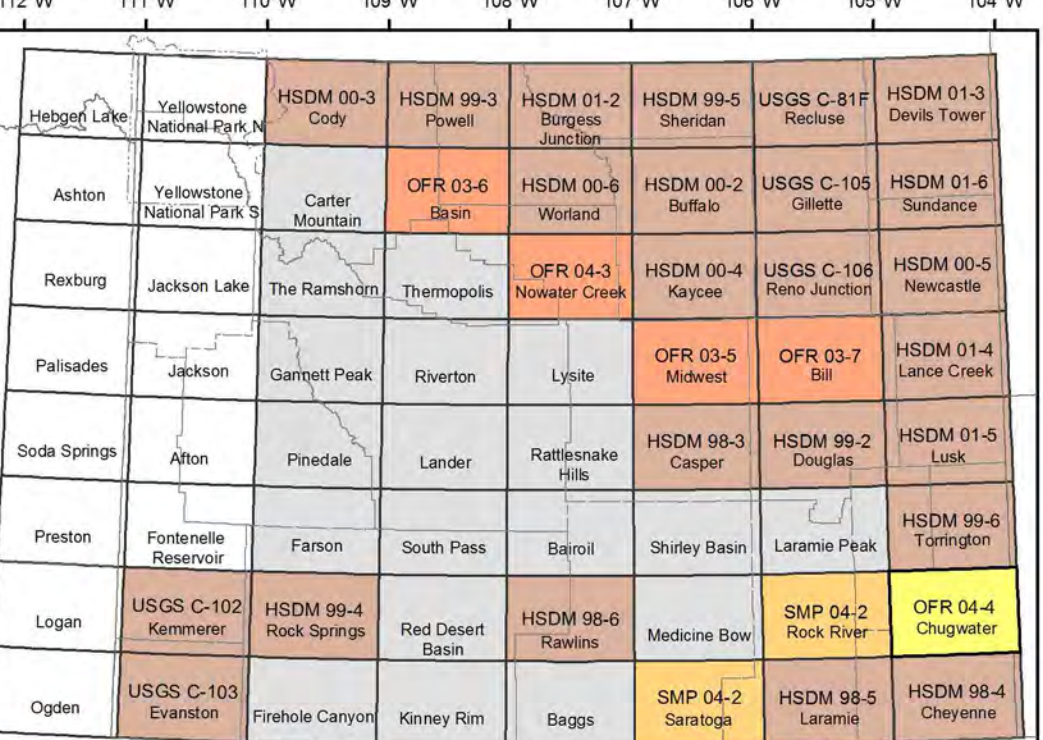 112°W 111°W 110°W 109°W 108°W 107°W 106°W 105°W 104°W
Hebgen Lake
Yellowstone
National Park N
HSDM 00-3
Cody
HSDM 99-3
Powell
HSDM 01-2
Burgess
Junction
HSDM 99-5
Sheridan
USGS C-81F
Recluse
HSDM 01-3
Devils Tower
Ashton
Yellowstone
National Park S
Carter
Mountain
OFR 03-6
Basin
HSDM 00-6
Worland
HSDM 00-2
Buffalo
USGS C-105
Gillette
HSDM 01-6
Sundance
Rexburg
Jackson Lake
The Ramshorn
Thermopolis
OFR 04-3
Nowater Creek
HSDM 00-4
Kaycee
USGS C-106
Reno Junction
HSDM 00-5
Newcastle
Palisades
Jackson
Gannett Peak
Riverton
Lysite
OFR 03-5
Midwest
OFR 03-7
Bill
HSDM 01-4
Lance Creek
Soda Springs
Afton
Pinedale
Lander
Rattlesnake
Hills
HSDM 98-3
Casper
HSDM 99-2
Douglas
HSDM 01-5
Lusk
Preston
Fontenelle
Reservoir
Farson
South Pass
Bairoil
Shirley Basin
Laramie Peak
HSDM 99-6
Torrington
Logan
USGS C-102
Kemmerer
HSDM 99-4
Rock Springs
Red Desert
Basin
HSDM 98-6
Rawlins
Medicine Bow
SMP 04-2
Rock River
OFR 04-4
Chugwater
Ogden
USGS C-103
Evanston
Firehole Canyon
Kinney Rim
Baggs
SMP 04-2
Saratoga
HSDM 98-5
Laramie
HSDM 98-4
Cheyenne